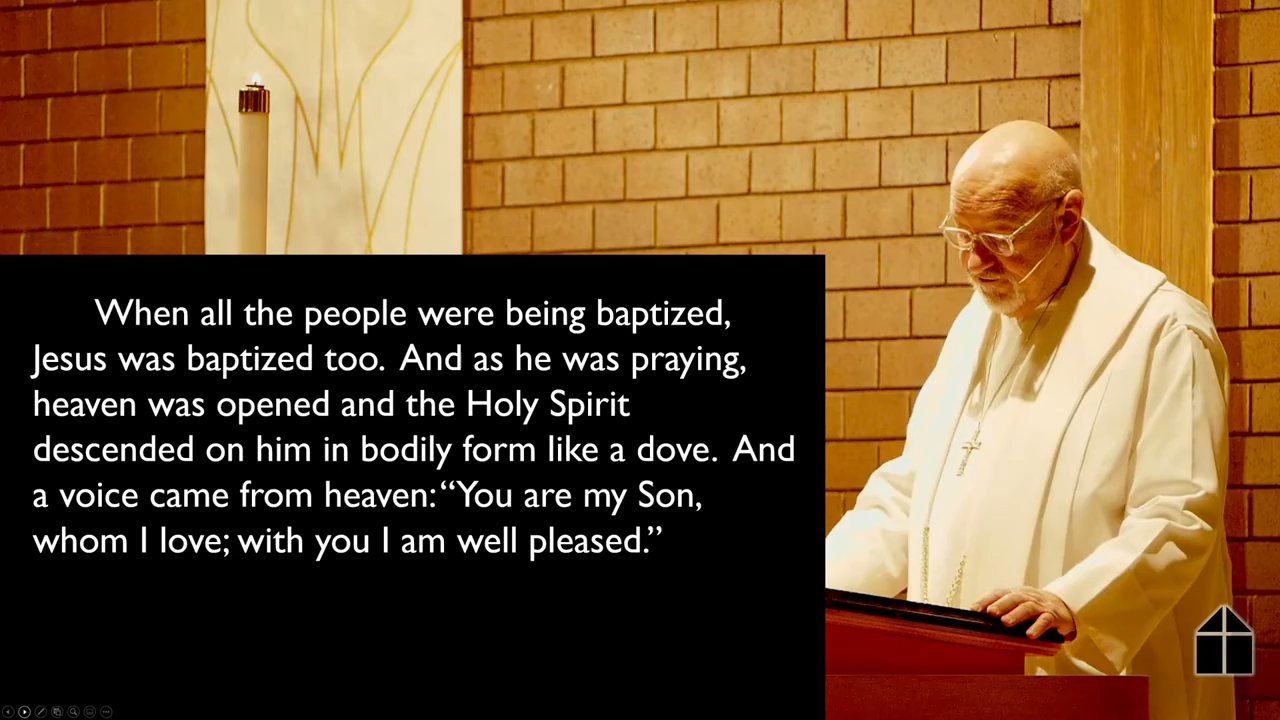 When all the people were being baptized,
Jesus was baptized too. And as he was praying,
heaven was opened and the Holy Spirit
descended on him in bodily form like a dove. And
a voice came from heaven: “You are my Son,
whom I love; with you I am well pleased.”